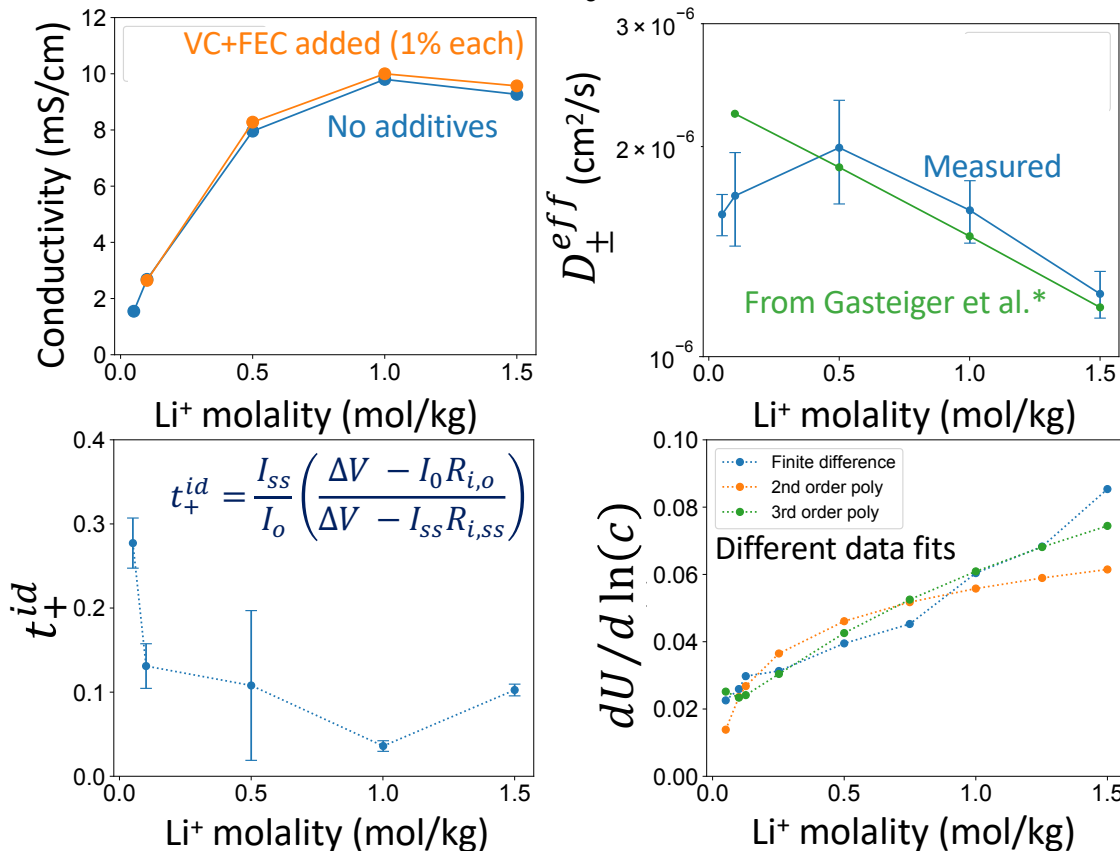 12
10
8
6
4
2
0
Conductivity (mS/cm)
VC+FEC added (1% each)
No additives
0.0 0.5 1.0 1.5
Li⁺ molality (mol/kg)
3 × 10⁻⁶
2 × 10⁻⁶
10⁻⁶
D±^eff (cm²/s)
Measured
From Gasteiger et al.*
0.0 0.5 1.0 1.5
Li⁺ molality (mol/kg)
0.4
0.3
0.2
0.1
0.0
t₊^id
t₊^id = I_ss/I_o ( (ΔV − I₀R_i,o) / (ΔV − I_ssR_i,ss) )
0.0 0.5 1.0 1.5
Li⁺ molality (mol/kg)
0.10
0.08
0.06
0.04
0.02
0.00
dU/d ln(c)
Finite difference
2nd order poly
3rd order poly
Different data fits
0.0 0.5 1.0 1.5
Li⁺ molality (mol/kg)